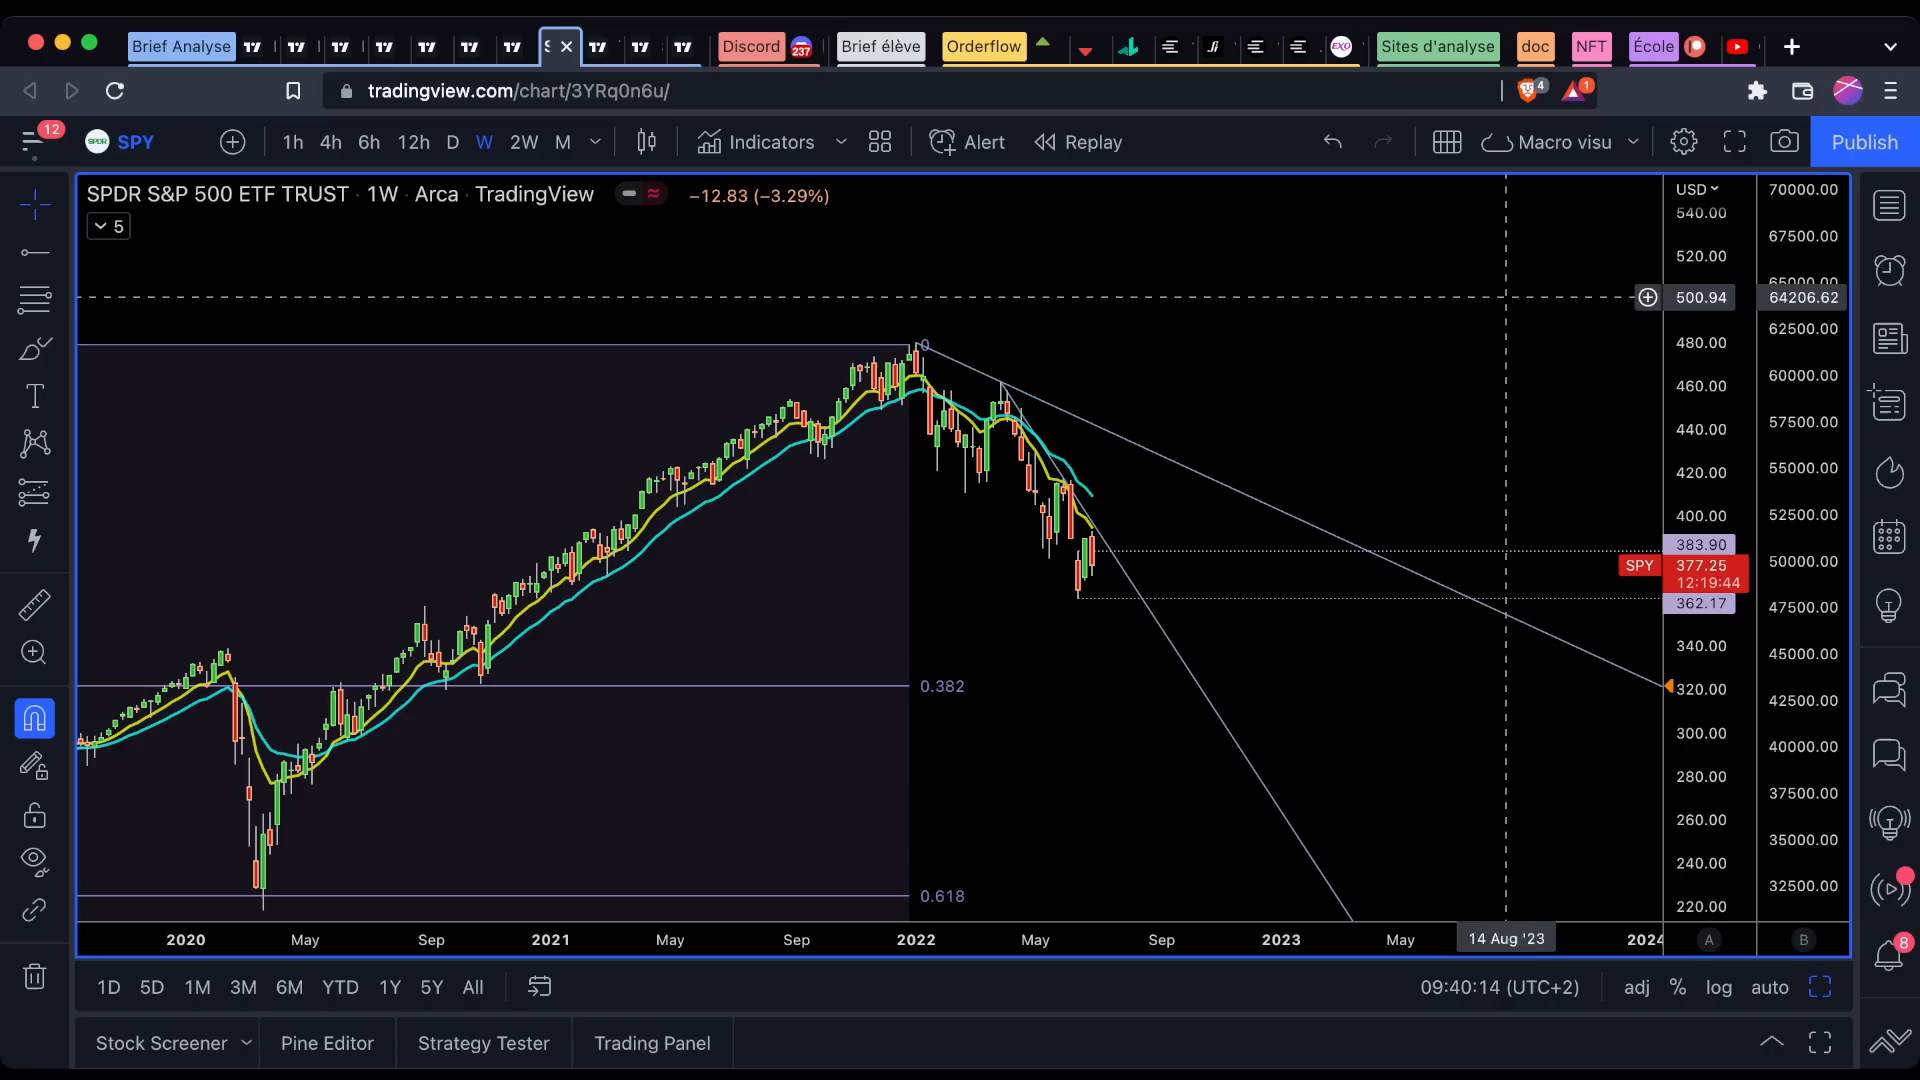 Brief Analyse
S
Discord
237
Brief élève
Orderflow
EXO
Sites d'analyse
doc
NFT
École
tradingview.com/chart/3YRq0n6u/
4
1
12
SPDR
SPY
1h 4h 6h 12h D W 2W M
Indicators
Alert
Replay
Macro visu
Publish
SPDR S&P 500 ETF TRUST · 1W · Arca · TradingView
−12.83 (−3.29%)
5
USD
540.00
520.00
500.94
480.00
460.00
440.00
420.00
400.00
383.90
SPY
377.25
12:19:44
362.17
340.00
320.00
300.00
280.00
260.00
240.00
220.00
70000.00
67500.00
65000.00
64206.62
62500.00
60000.00
57500.00
55000.00
52500.00
50000.00
47500.00
45000.00
42500.00
40000.00
37500.00
35000.00
32500.00
0
0.382
0.618
2020 May Sep 2021 May Sep 2022 May Sep 2023 May 14 Aug '23 2024
A
B
8
1D 5D 1M 3M 6M YTD 1Y 5Y All
09:40:14 (UTC+2)
adj % log auto
Stock Screener
Pine Editor
Strategy Tester
Trading Panel